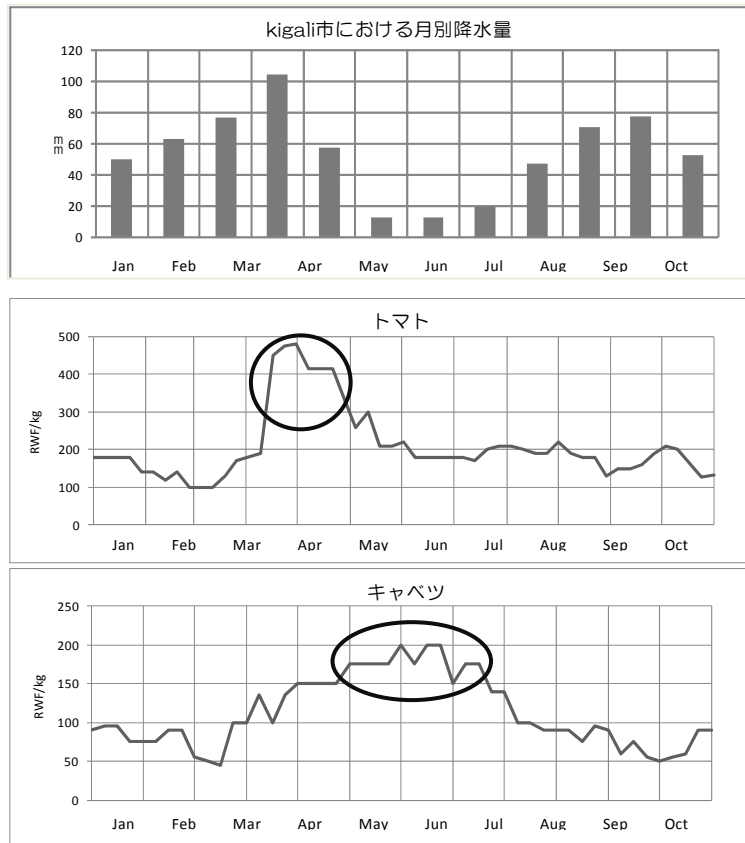 kigali市における月別降水量
120
100
80
60
40
20
0
mm
Jan Feb Mar Apr May Jun Jul Aug Sep Oct
トマト
500
400
300
200
100
0
RWF/kg
Jan Feb Mar Apr May Jun Jul Aug Sep Oct
キャベツ
250
200
150
100
50
0
RWF/kg
Jan Feb Mar Apr May Jun Jul Aug Sep Oct